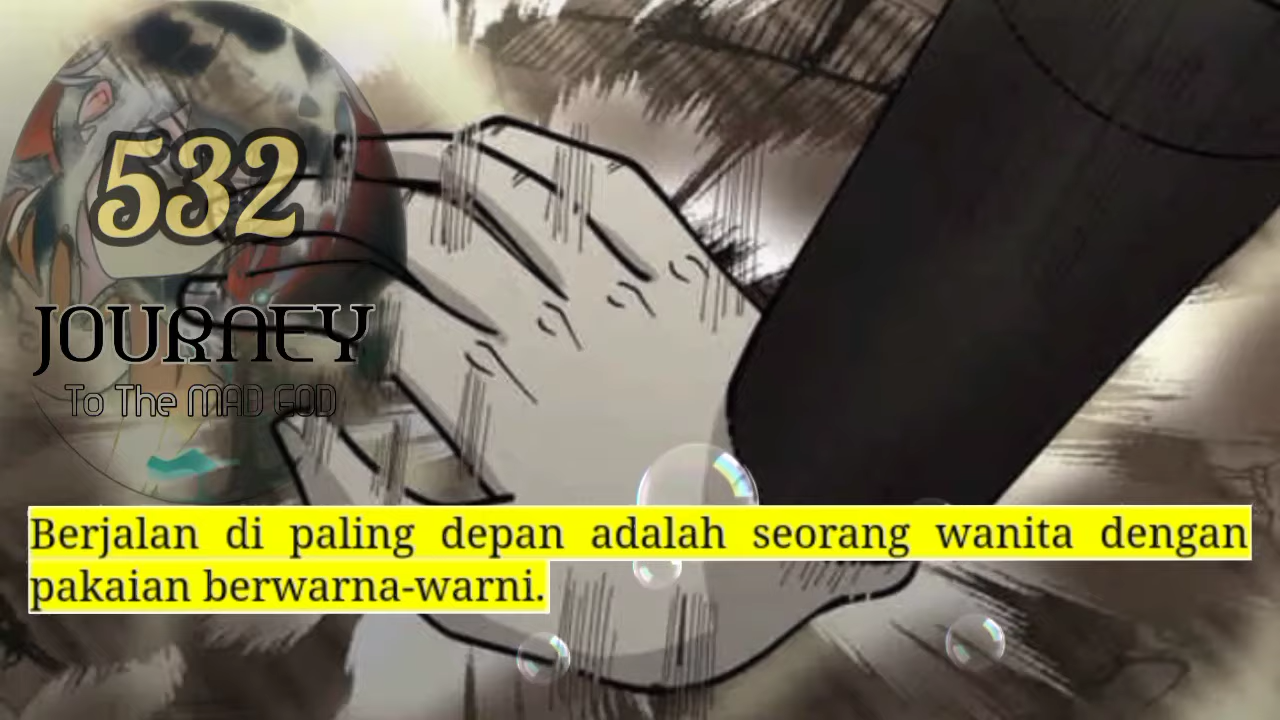 532
JOURNEY
To The MAD GOD
Berjalan di paling depan adalah seorang wanita dengan
pakaian berwarna-warni.